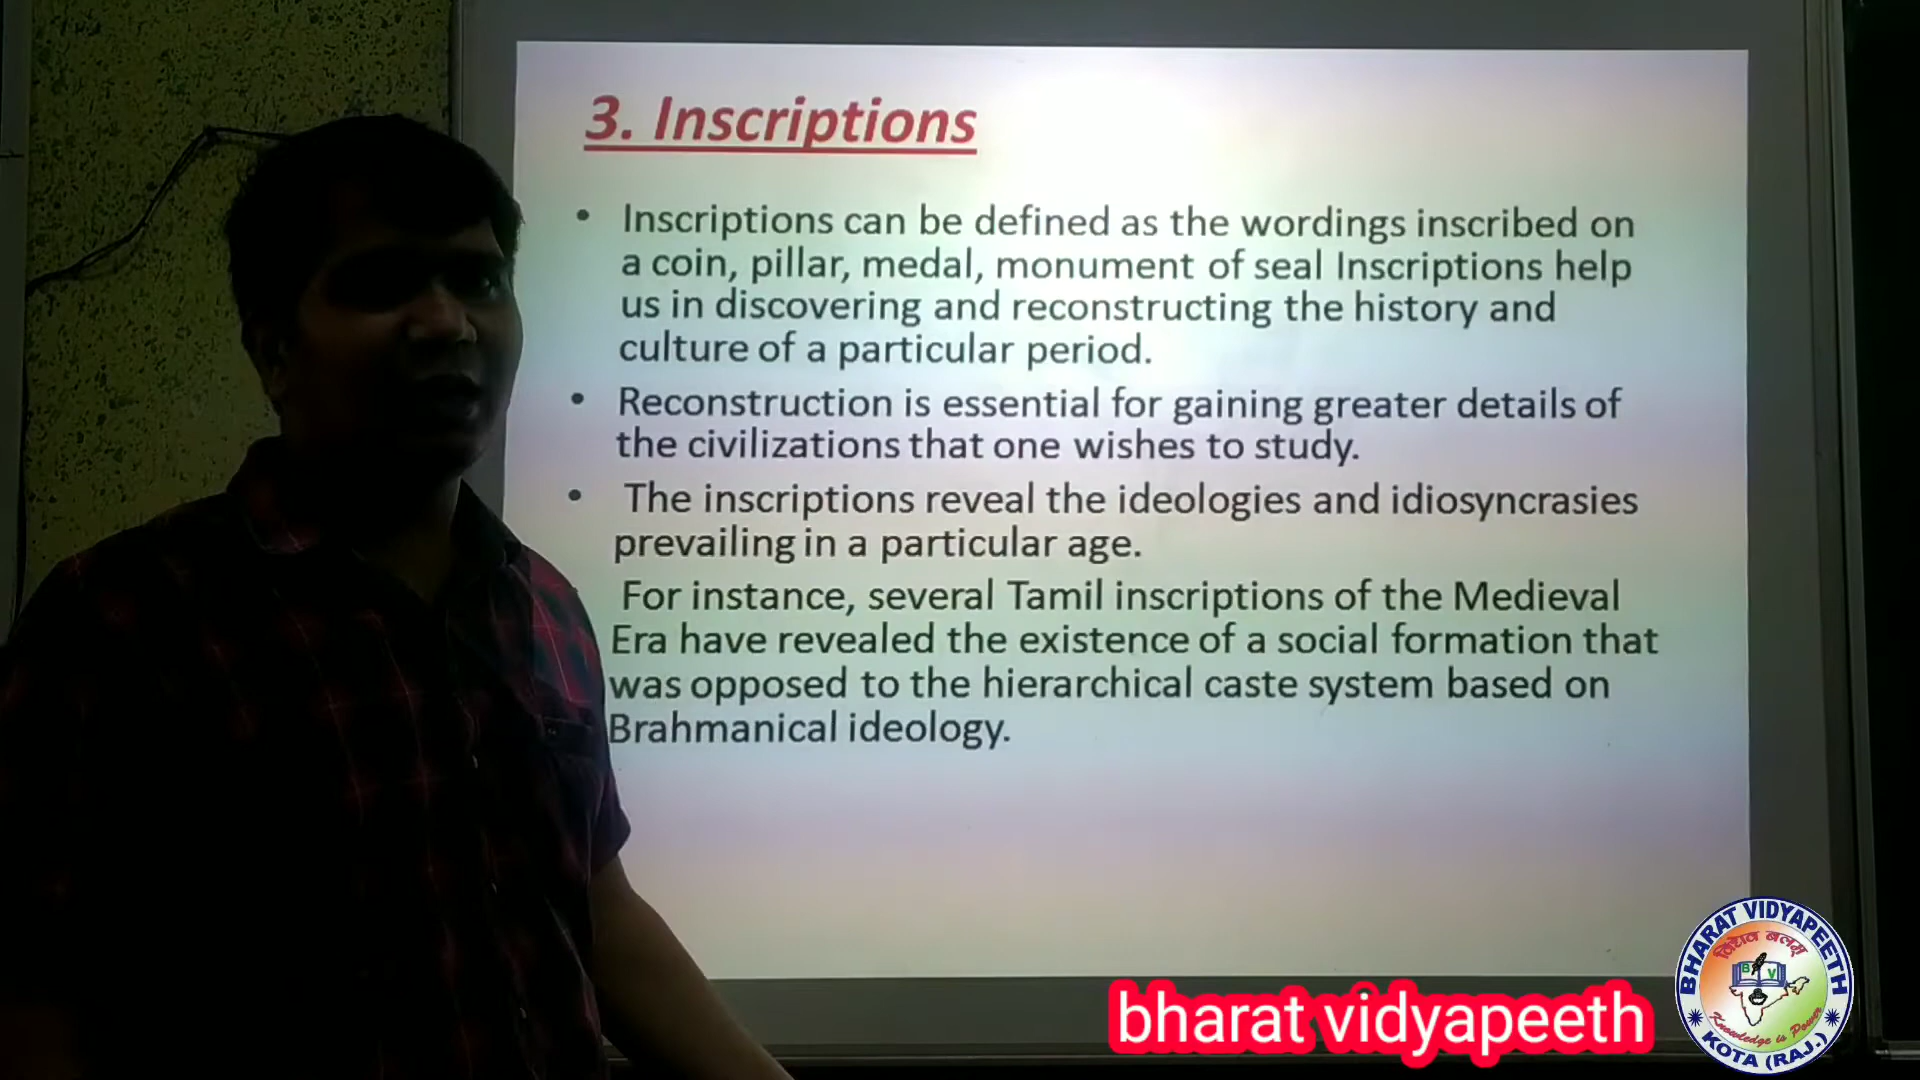 3. Inscriptions
• Inscriptions can be defined as the wordings inscribed on
a coin, pillar, medal, monument of seal Inscriptions help
us in discovering and reconstructing the history and
culture of a particular period.
• Reconstruction is essential for gaining greater details of
the civilizations that one wishes to study.
• The inscriptions reveal the ideologies and idiosyncrasies
prevailing in a particular age.
For instance, several Tamil inscriptions of the Medieval
Era have revealed the existence of a social formation that
was opposed to the hierarchical caste system based on
Brahmanical ideology.
bharat vidyapeeth
BHARAT VIDYAPEETH
B V
Knowledge is Power
KOTA (RAJ.)